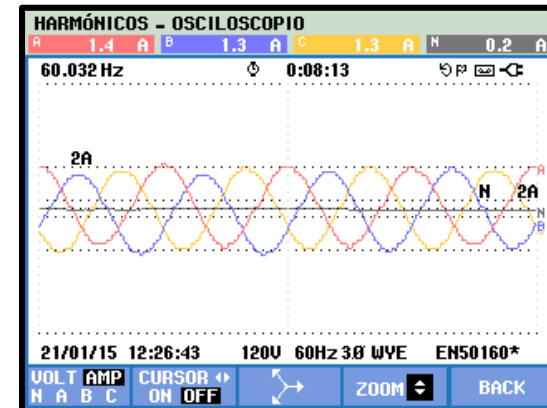 HARMÓNICOS – OSCILOSCOPIO
A 1.4 A B 1.3 A C 1.3 A N 0.2 A
60.032 Hz 0:08:13 P
2A
A
N 2A
N
B
21/01/15 12:26:43 120V 60Hz 3Ø WYE EN50160*
VOLT AMP CURSOR ZOOM BACK
N A B C ON OFF